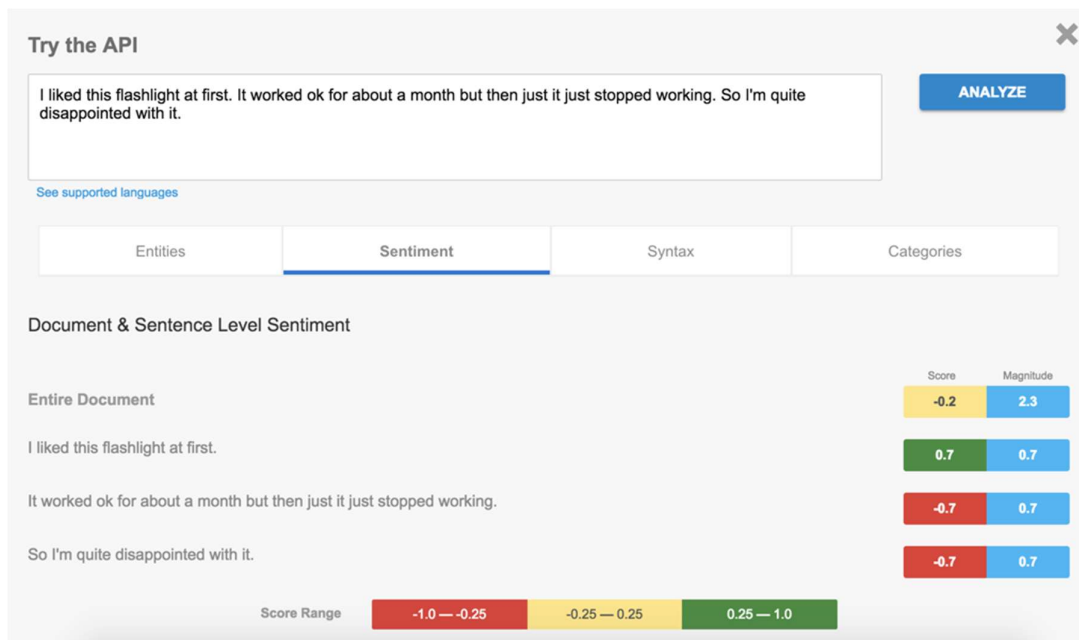 Try the API
I liked this flashlight at first. It worked ok for about a month but then just it just stopped working. So I'm quite
disappointed with it.
ANALYZE
See supported languages
Entities Sentiment Syntax Categories
Document & Sentence Level Sentiment
Score Magnitude
Entire Document -0.2 2.3
I liked this flashlight at first. 0.7 0.7
It worked ok for about a month but then just it just stopped working. -0.7 0.7
So I'm quite disappointed with it. -0.7 0.7
Score Range -1.0 — -0.25 -0.25 — 0.25 0.25 — 1.0